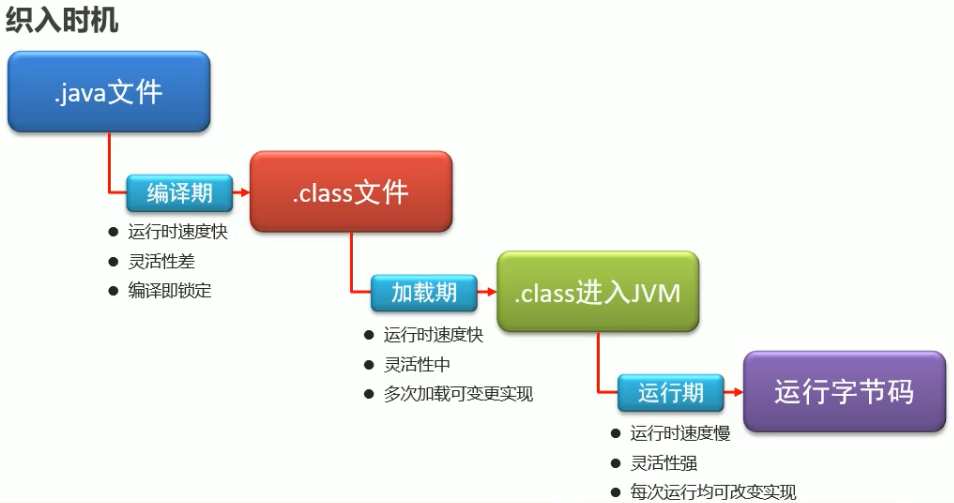 织入时机
.java文件
编译期
运行时速度快
灵活性差
编译即锁定
.class文件
加载期
运行时速度快
灵活性中
多次加载可变更实现
.class进入JVM
运行期
运行时速度慢
灵活性强
每次运行均可改变实现
运行字节码